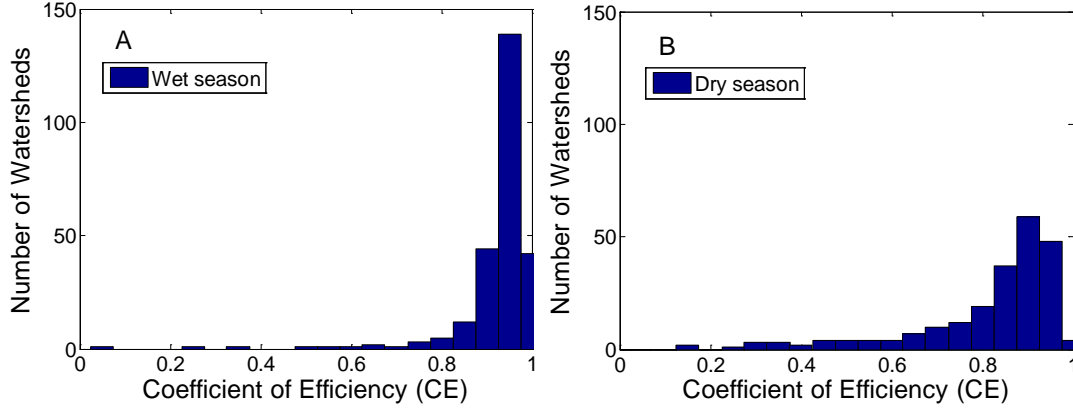 A
Wet season
Number of Watersheds
150
100
50
0
0 0.2 0.4 0.6 0.8 1
Coefficient of Efficiency (CE)
B
Dry season
Number of Watersheds
150
100
50
0
0 0.2 0.4 0.6 0.8 1
Coefficient of Efficiency (CE)